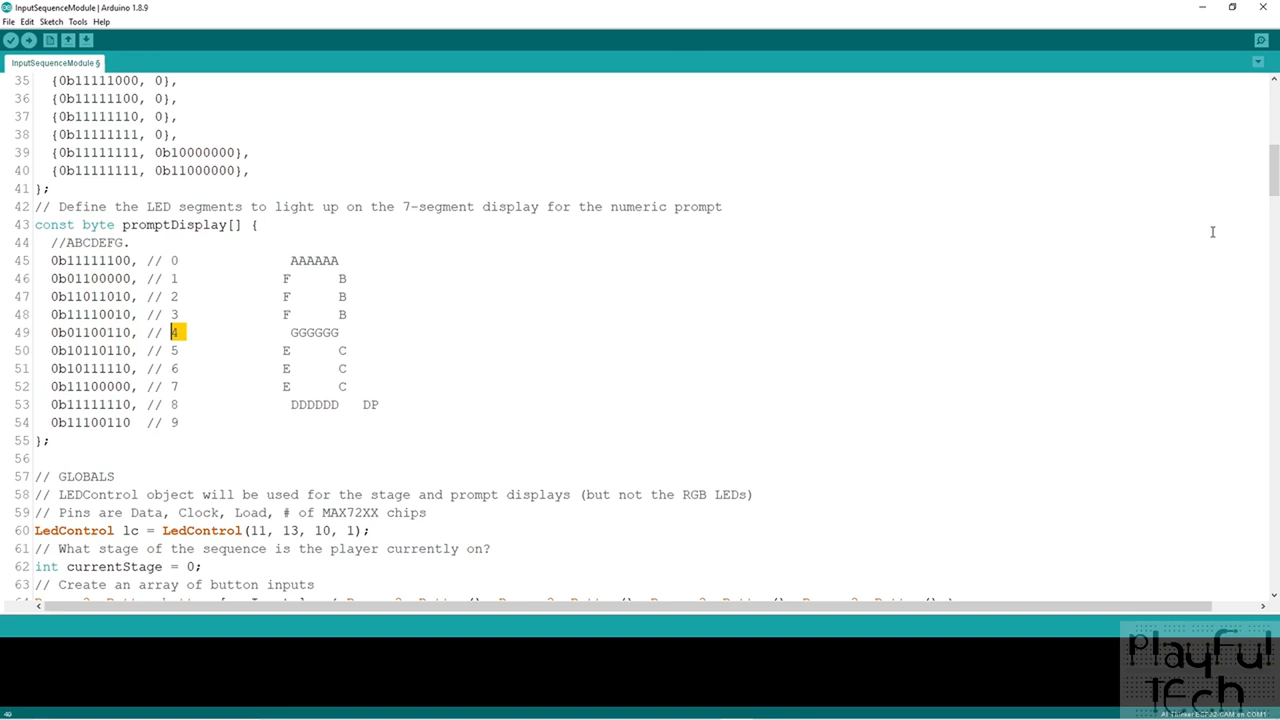 InputSequenceModule | Arduino 1.8.9
File Edit Sketch Tools Help
InputSequenceModule §
35 {0b11111000, 0},
36 {0b11111100, 0},
37 {0b11111110, 0},
38 {0b11111111, 0},
39 {0b11111111, 0b10000000},
40 {0b11111111, 0b11000000},
41 };
42 // Define the LED segments to light up on the 7-segment display for the numeric prompt
43 const byte promptDisplay[] {
44 //ABCDEFG.
45 0b11111100, // 0 AAAAAA
46 0b01100000, // 1 F B
47 0b11011010, // 2 F B
48 0b11110010, // 3 F B
49 0b01100110, // 4 GGGGGG
50 0b10110110, // 5 E C
51 0b10111110, // 6 E C
52 0b11100000, // 7 E C
53 0b11111110, // 8 DDDDDD DP
54 0b11100110 // 9
55 };
56
57 // GLOBALS
58 // LEDControl object will be used for the stage and prompt displays (but not the RGB LEDs)
59 // Pins are Data, Clock, Load, # of MAX72XX chips
60 LedControl lc = LedControl(11, 13, 10, 1);
61 // What stage of the sequence is the player currently on?
62 int currentStage = 0;
63 // Create an array of button inputs
PlayFul
TEch
49